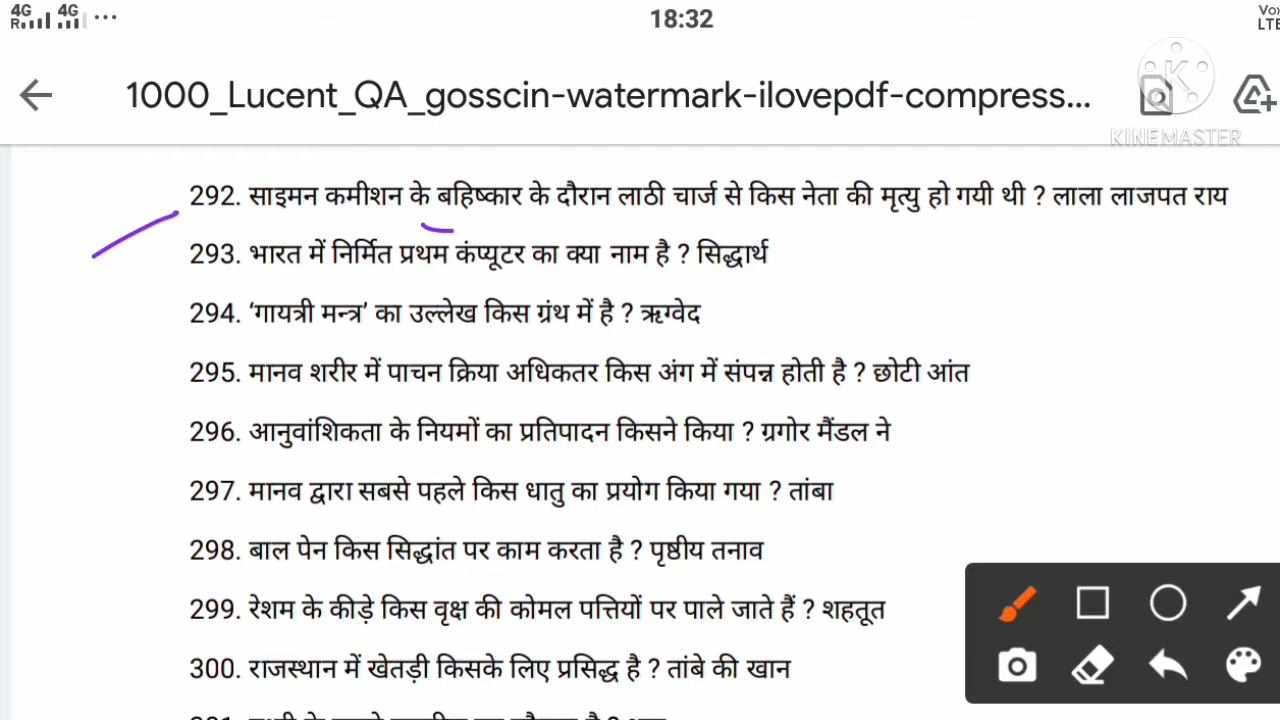 4G 4G ... 18:32 Vo
R LTE
1000_Lucent_QA_gosscin-watermark-ilovepdf-compress...
K
KINEMASTER
292. साइमन कमीशन के बहिष्कार के दौरान लाठी चार्ज से किस नेता की मृत्यु हो गयी थी ? लाला लाजपत राय
293. भारत में निर्मित प्रथम कंप्यूटर का क्या नाम है ? सिद्धार्थ
294. ‘गायत्री मन्त्र’ का उल्लेख किस ग्रंथ में है ? ऋग्वेद
295. मानव शरीर में पाचन क्रिया अधिकतर किस अंग में संपन्न होती है ? छोटी आंत
296. आनुवांशिकता के नियमों का प्रतिपादन किसने किया ? ग्रगोर मैंडल ने
297. मानव द्वारा सबसे पहले किस धातु का प्रयोग किया गया ? तांबा
298. बाल पेन किस सिद्धांत पर काम करता है ? पृष्ठीय तनाव
299. रेशम के कीड़े किस वृक्ष की कोमल पत्तियों पर पाले जाते हैं ? शहतूत
300. राजस्थान में खेतड़ी किसके लिए प्रसिद्ध है ? तांबे की खान